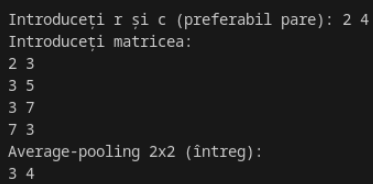 Introduceți r și c (preferabil pare): 2 4
Introduceți matricea:
2 3
3 5
3 7
7 3
Average-pooling 2x2 (întreg):
3 4